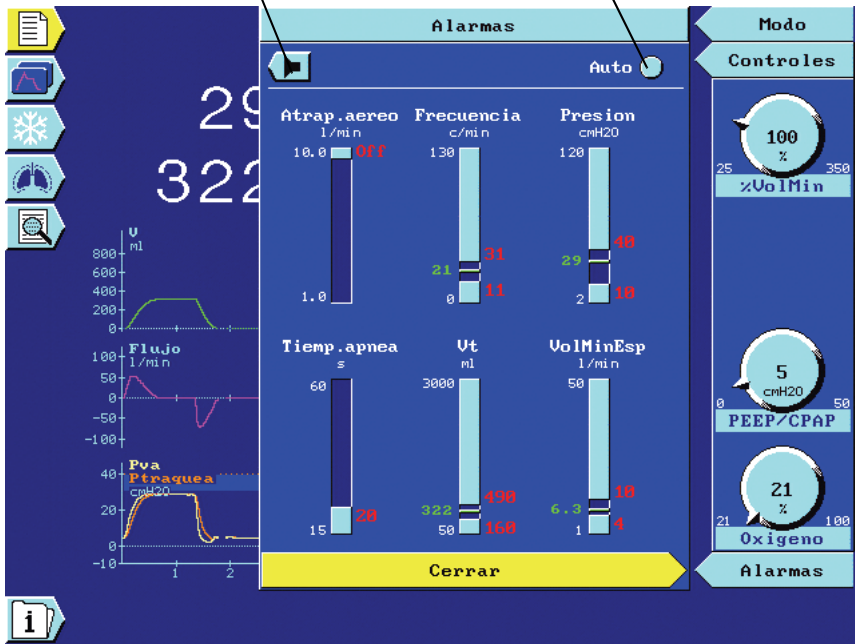 Alarmas
Modo
Controles
Auto
29
322
Atrap.aereo
l/min
10.0
Off
1.0
Frecuencia
c/min
130
31
21
11
0
Presion
cmH2O
120
40
29
10
2
Tiemp.apnea
s
60
20
15
Vt
ml
3000
490
322
160
50
VolMinEsp
l/min
50
10
6.3
4
1
Cerrar
100
%
25
350
%VolMin
5
cmH2O
0
50
PEEP/CPAP
21
%
21
100
Oxigeno
Alarmas
V
ml
800
600
400
200
0
Flujo
l/min
100
50
0
-50
-100
Pva
Ptraquea
cmH2O
40
20
0
-10
1
2
i